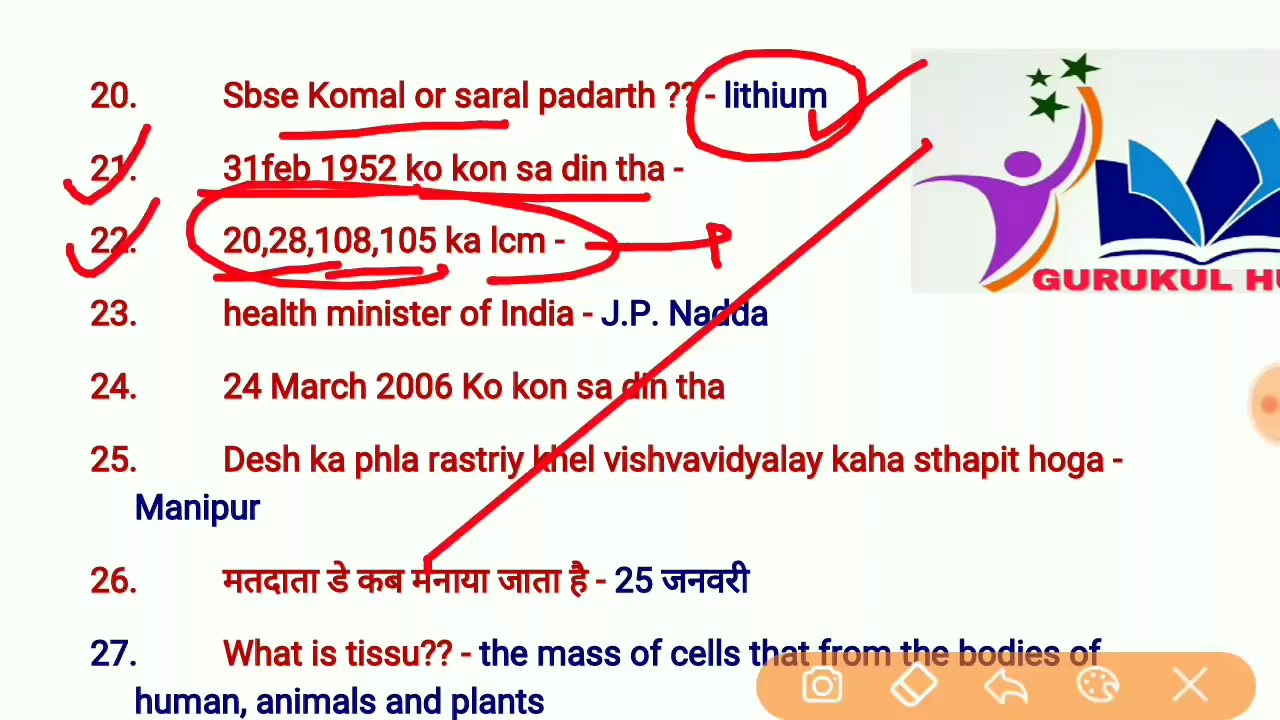 20. Sbse Komal or saral padarth ?? - lithium
21. 31feb 1952 ko kon sa din tha -
22. 20,28,108,105 ka lcm -
GURUKUL HU
23. health minister of India - J.P. Nadda
24. 24 March 2006 Ko kon sa din tha
25. Desh ka phla rastriy khel vishvavidyalay kaha sthapit hoga -
Manipur
26. मतदाता डे कब मनाया जाता है - 25 जनवरी
27. What is tissu?? - the mass of cells that from the bodies of
human, animals and plants